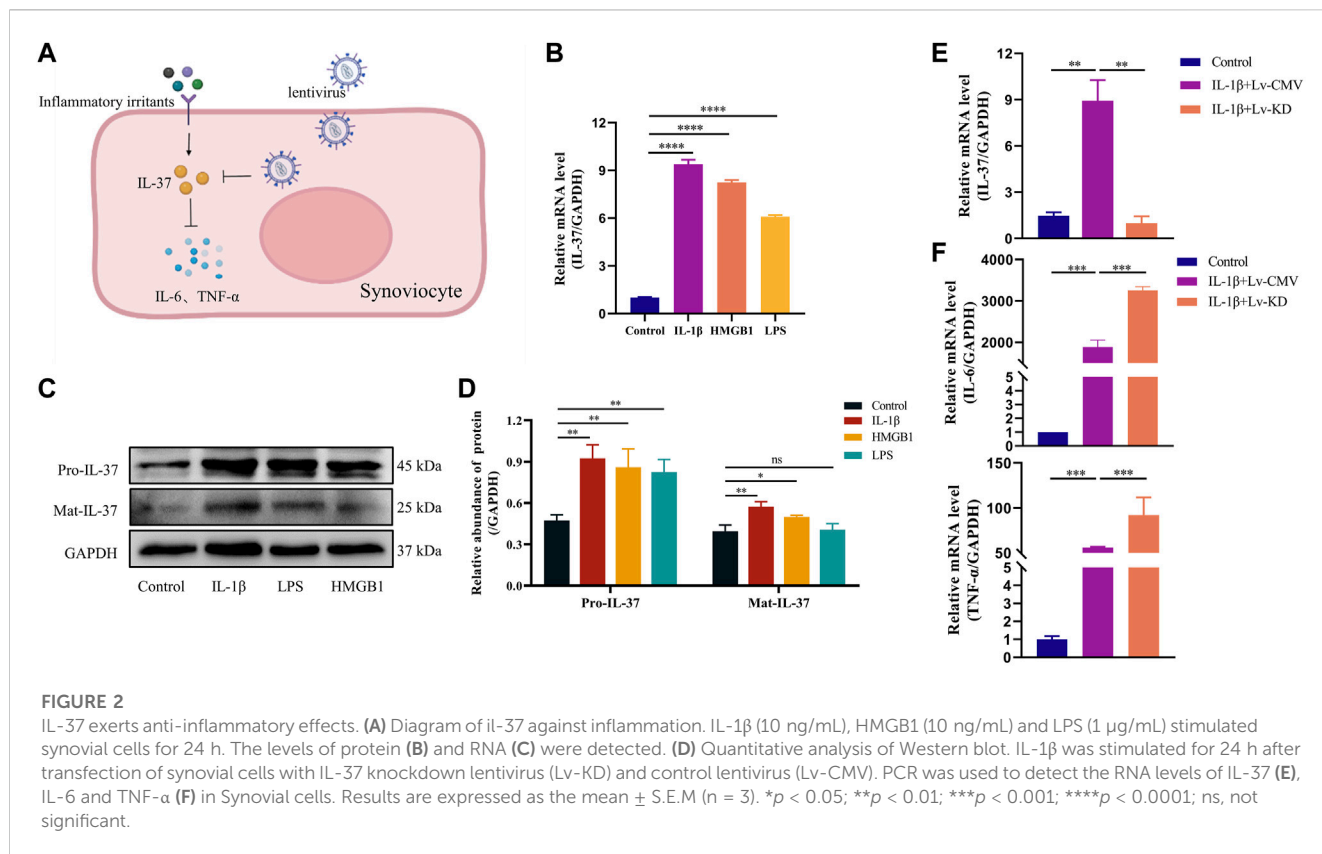 A
Inflammatory irritants
lentivirus
IL-37
IL-6、TNF-α
Synoviocyte
B
Relative mRNA level
(IL-37/GAPDH)
12
9
6
3
0
****
****
****
Control IL-1β HMGB1 LPS
C
Pro-IL-37 45 kDa
Mat-IL-37 25 kDa
GAPDH 37 kDa
Control IL-1β LPS HMGB1
D
Relative abundance of protein
(/GAPDH)
1.2
0.9
0.6
0.3
0.0
**
**
**
ns
*
**
Control
IL-1β
HMGB1
LPS
Pro-IL-37 Mat-IL-37
E
Relative mRNA level
(IL-37/GAPDH)
12
9
6
3
0
** **
Control
IL-1β+Lv-CMV
IL-1β+Lv-KD
F
Relative mRNA level
(IL-6/GAPDH)
4000
3000
2000
5
4
3
2
1
0
*** ***
Control
IL-1β+Lv-CMV
IL-1β+Lv-KD
Relative mRNA level
(TNF-α/GAPDH)
150
100
50
5
4
3
2
1
0
*** ***
Control
IL-1β+Lv-CMV
IL-1β+Lv-KD
FIGURE 2
IL-37 exerts anti-inflammatory effects. (A) Diagram of il-37 against inflammation. IL-1β (10 ng/mL), HMGB1 (10 ng/mL) and LPS (1 μg/mL) stimulated
synovial cells for 24 h. The levels of protein (B) and RNA (C) were detected. (D) Quantitative analysis of Western blot. IL-1β was stimulated for 24 h after
transfection of synovial cells with IL-37 knockdown lentivirus (Lv-KD) and control lentivirus (Lv-CMV). PCR was used to detect the RNA levels of IL-37 (E),
IL-6 and TNF-α (F) in Synovial cells. Results are expressed as the mean ± S.E.M (n = 3). *p < 0.05; **p < 0.01; ***p < 0.001; ****p < 0.0001; ns, not
significant.